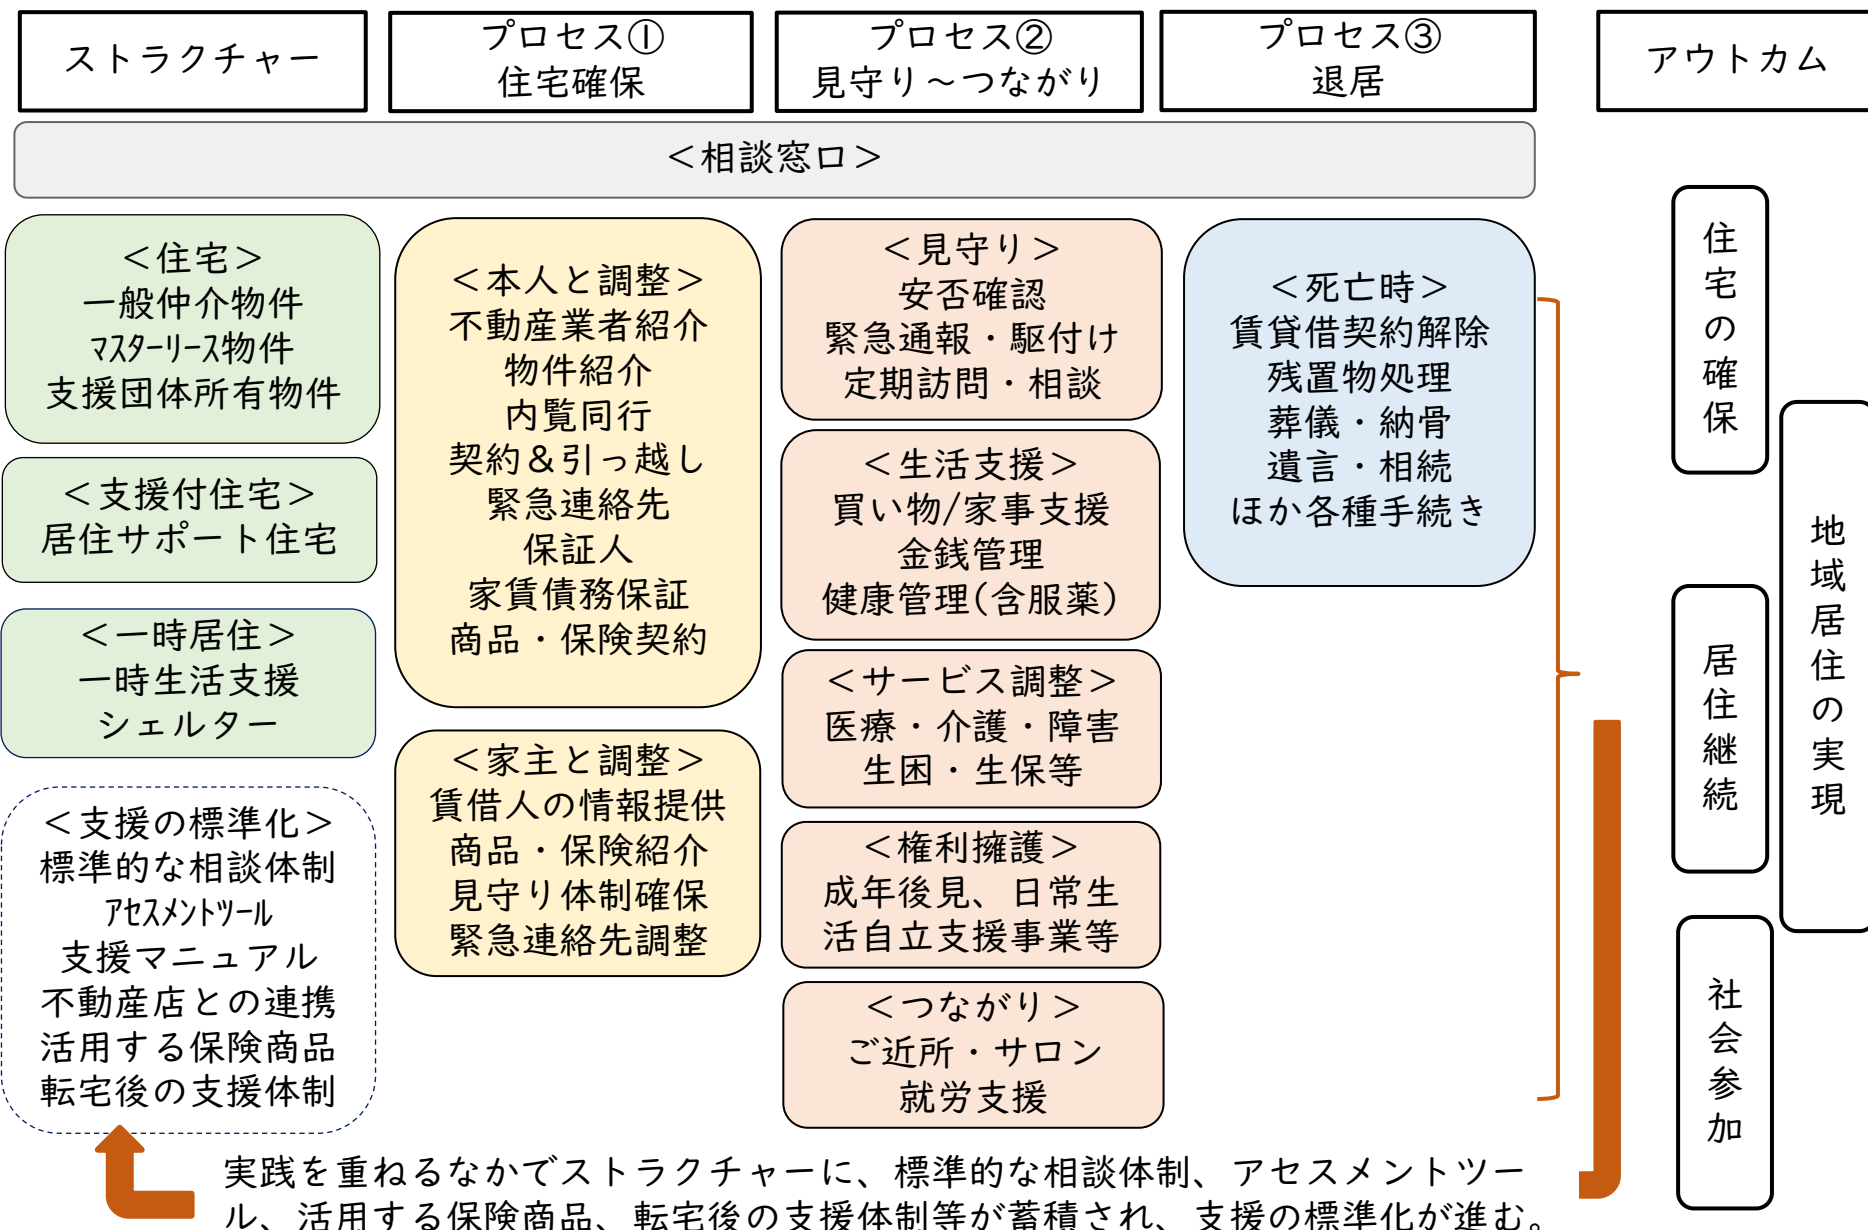 ストラクチャー
プロセス①
住宅確保
プロセス②
見守り～つながり
プロセス③
退居
アウトカム
＜相談窓口＞
＜住宅＞
一般仲介物件
ﾏｽﾀｰﾘｰｽ物件
支援団体所有物件
＜支援付住宅＞
居住サポート住宅
＜一時居住＞
一時生活支援
シェルター
＜支援の標準化＞
標準的な相談体制
ｱｾｽﾒﾝﾄﾂｰﾙ
支援マニュアル
不動産店との連携
活用する保険商品
転宅後の支援体制
＜本人と調整＞
不動産業者紹介
物件紹介
内覧同行
契約＆引っ越し
緊急連絡先
保証人
家賃債務保証
商品・保険契約
＜家主と調整＞
賃借人の情報提供
商品・保険紹介
見守り体制確保
緊急連絡先調整
＜見守り＞
安否確認
緊急通報・駆付け
定期訪問・相談
＜生活支援＞
買い物/家事支援
金銭管理
健康管理(含服薬)
＜サービス調整＞
医療・介護・障害
生困・生保等
＜権利擁護＞
成年後見、日常生
活自立支援事業等
＜つながり＞
ご近所・サロン
就労支援
＜死亡時＞
賃貸借契約解除
残置物処理
葬儀・納骨
遺言・相続
ほか各種手続き
住宅の確保
居住継続
社会参加
地域居住の実現
実践を重ねるなかでストラクチャーに、標準的な相談体制、アセスメントツー
ル、活用する保険商品、転宅後の支援体制等が蓄積され、支援の標準化が進む。